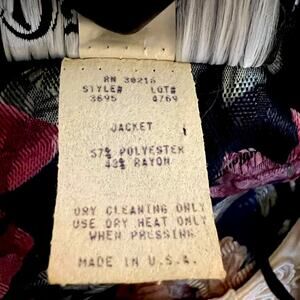 RN 30216
STYLE# LOT#
3695 4769
JACKET
57% POLYESTER
43% RAYON
DRY CLEANING ONLY
USE DRY HEAT ONLY
WHEN PRESSING
MADE IN U.S.A.